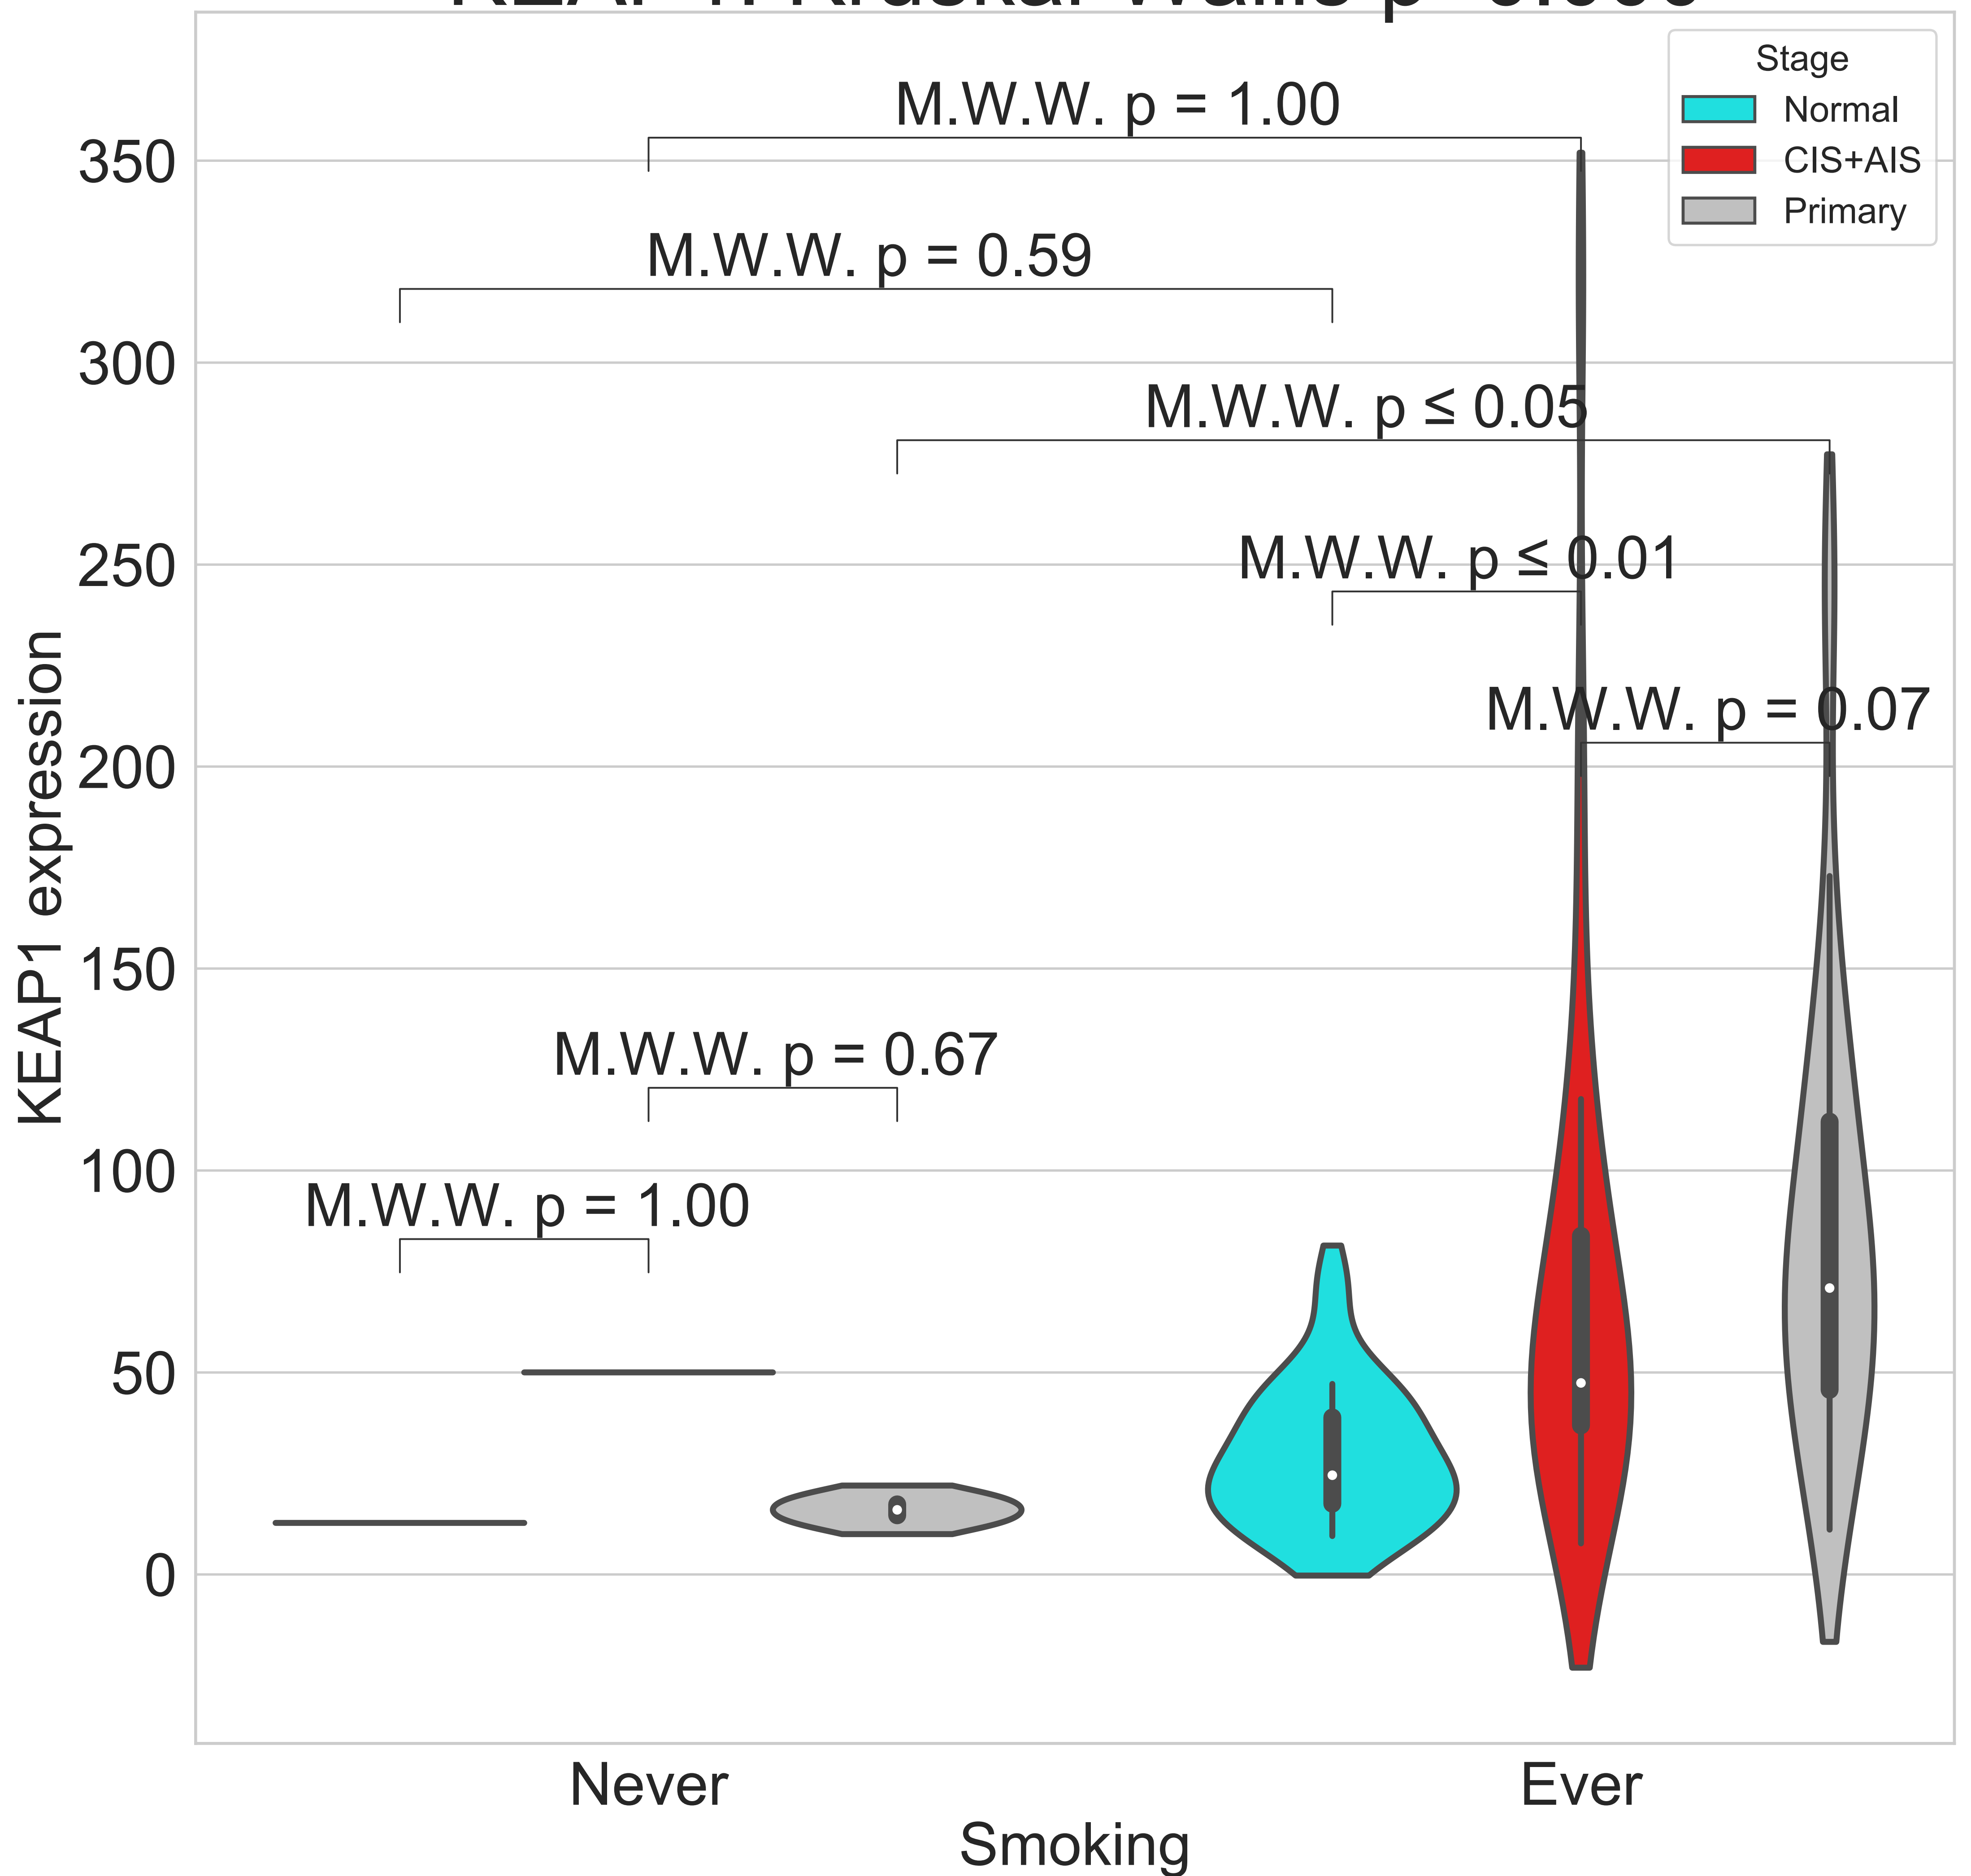 Stage
Normal
CIS+AIS
Primary
M.W.W. p = 1.00
M.W.W. p = 0.59
M.W.W. p ≤ 0.05
M.W.W. p ≤ 0.01
M.W.W. p = 0.07
M.W.W. p = 0.67
M.W.W. p = 1.00
350
300
250
200
150
100
50
0
KEAP1 expression
Never
Ever
Smoking